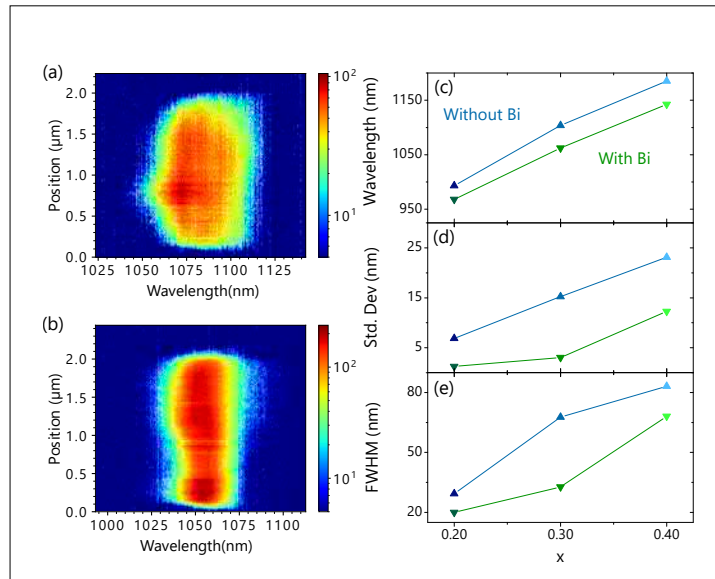 (a)
Position (μm)
2.0
1.5
1.0
0.5
0.0
1025
1050
1075
1100
1125
Wavelength(nm)
10²
10¹
(b)
Position (μm)
2.0
1.5
1.0
0.5
0.0
1000
1050
1100
Wavelength(nm)
10²
10¹
(c)
Wavelength (nm)
1150
1050
950
Without Bi
With Bi
(d)
Std. Dev (nm)
25
15
5
(e)
FWHM (nm)
80
50
20
0.20
0.30
0.40
x